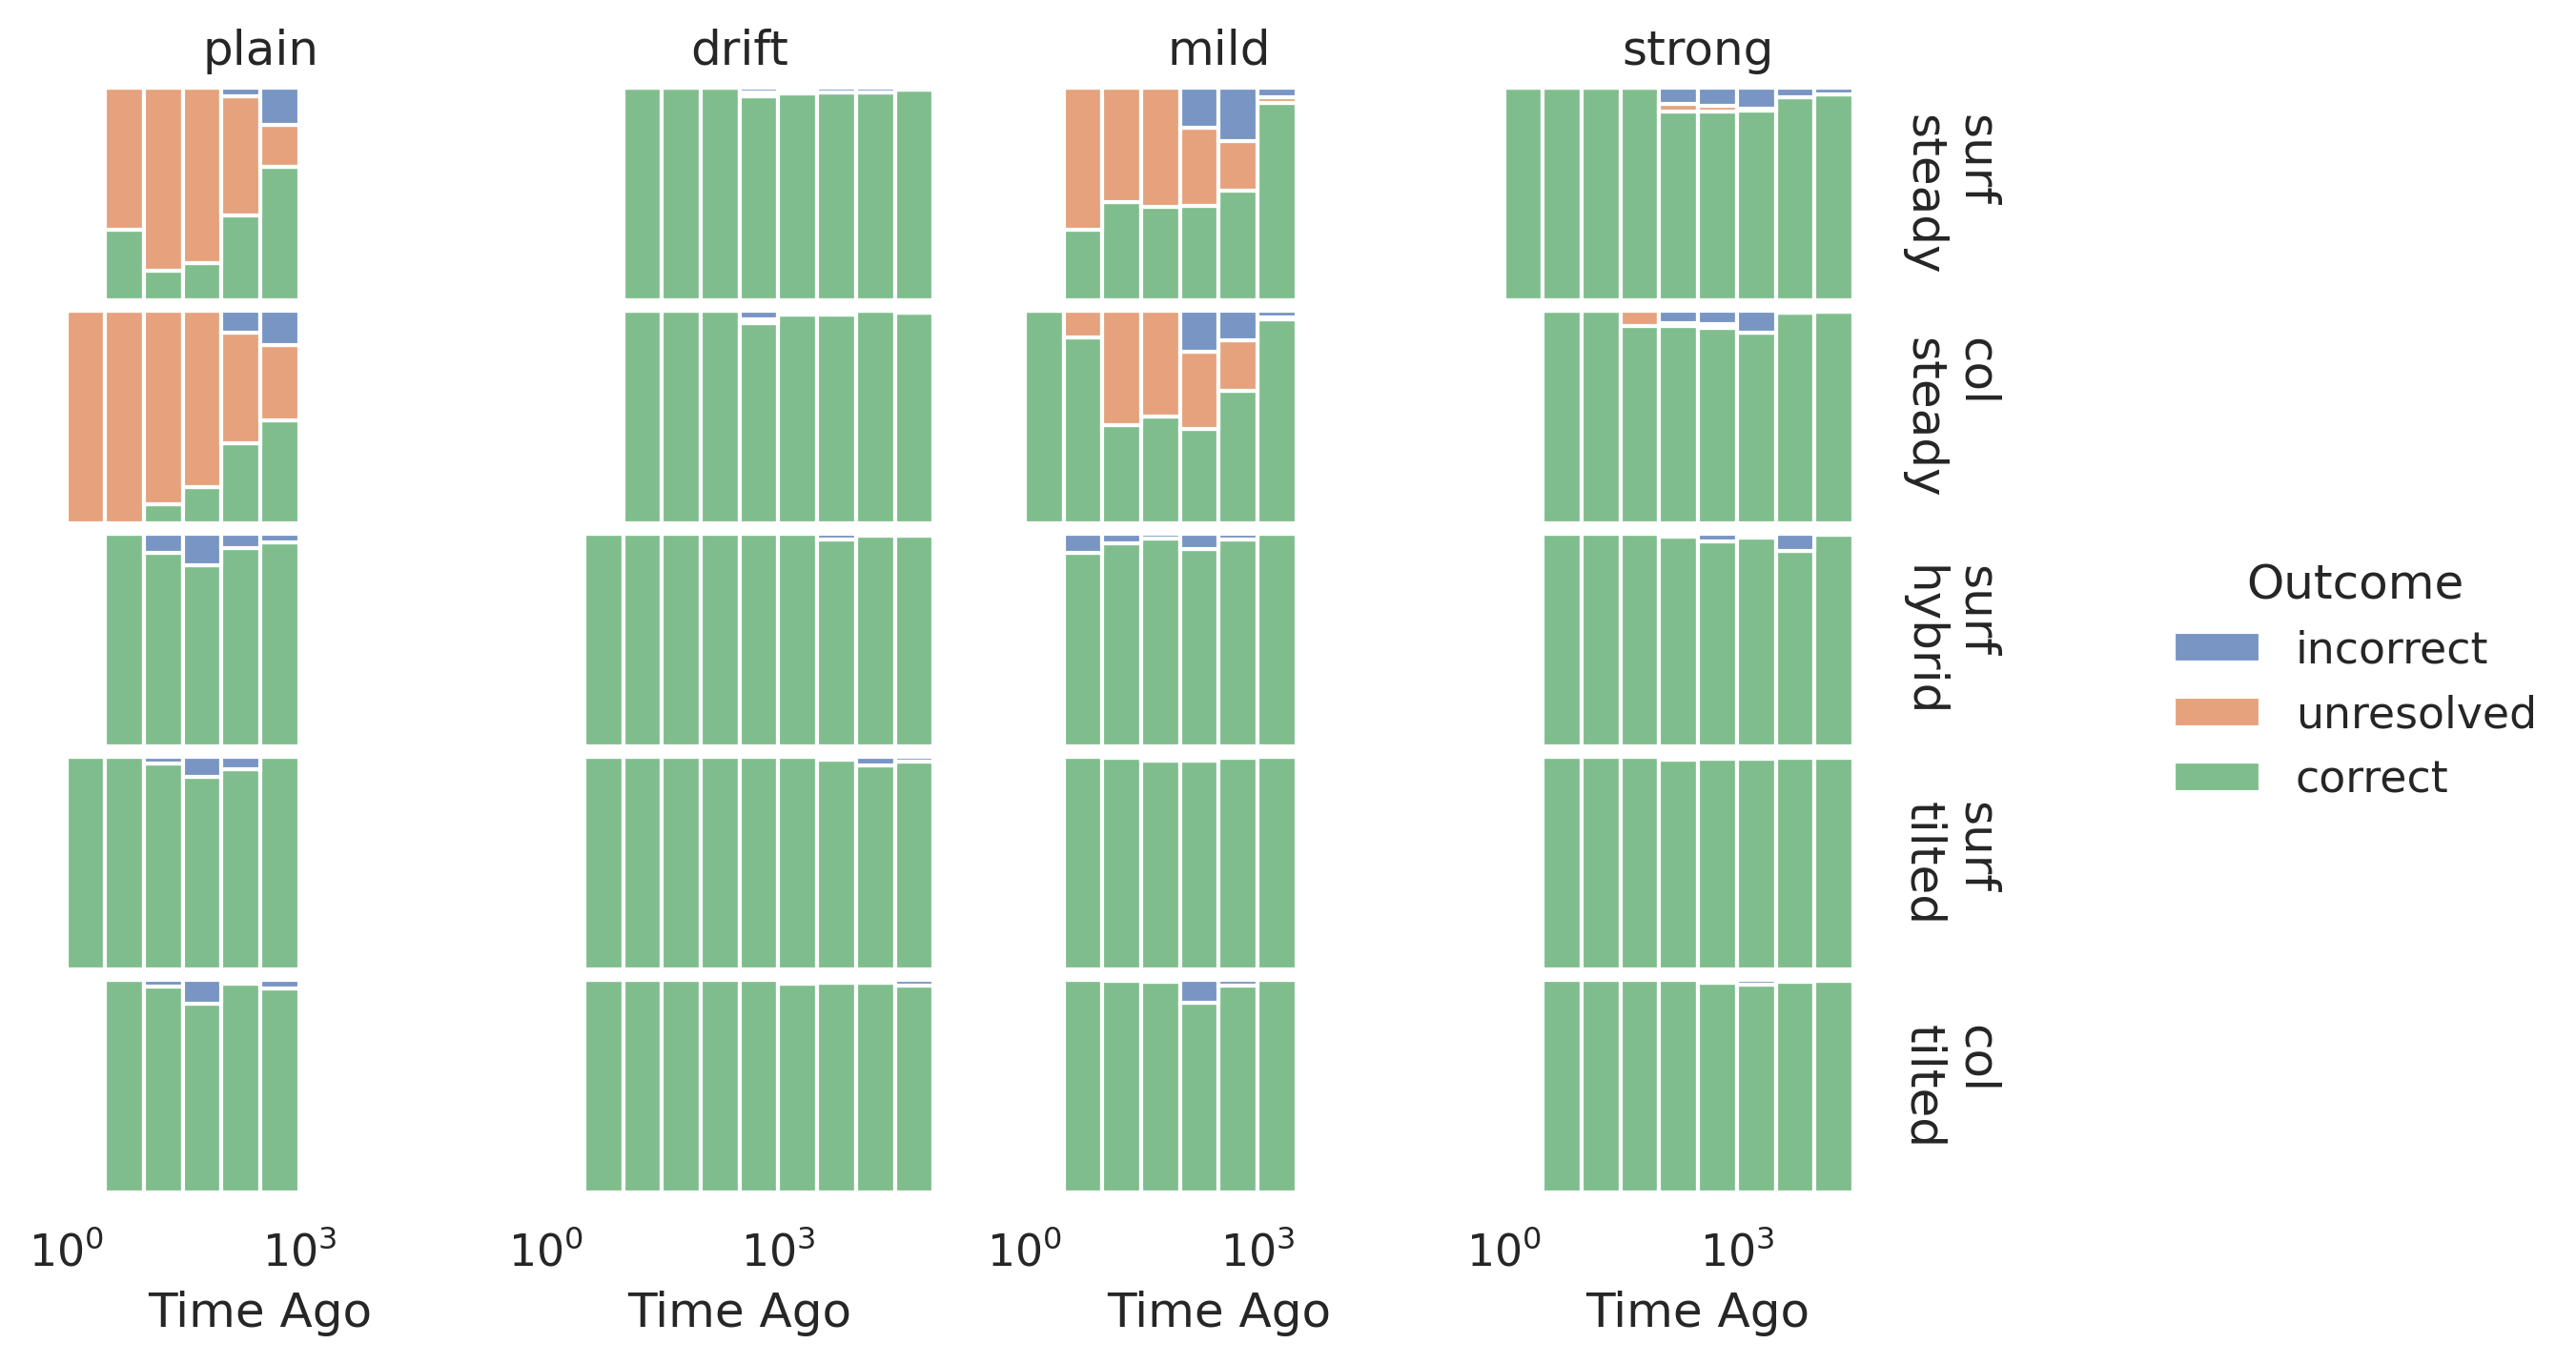 plain
drift
mild
strong
surf
steady
col
steady
surf
hybrid
surf
tilted
col
tilted
Outcome
incorrect
unresolved
correct
10⁰ 10³
10⁰ 10³
10⁰ 10³
10⁰ 10³
Time Ago
Time Ago
Time Ago
Time Ago